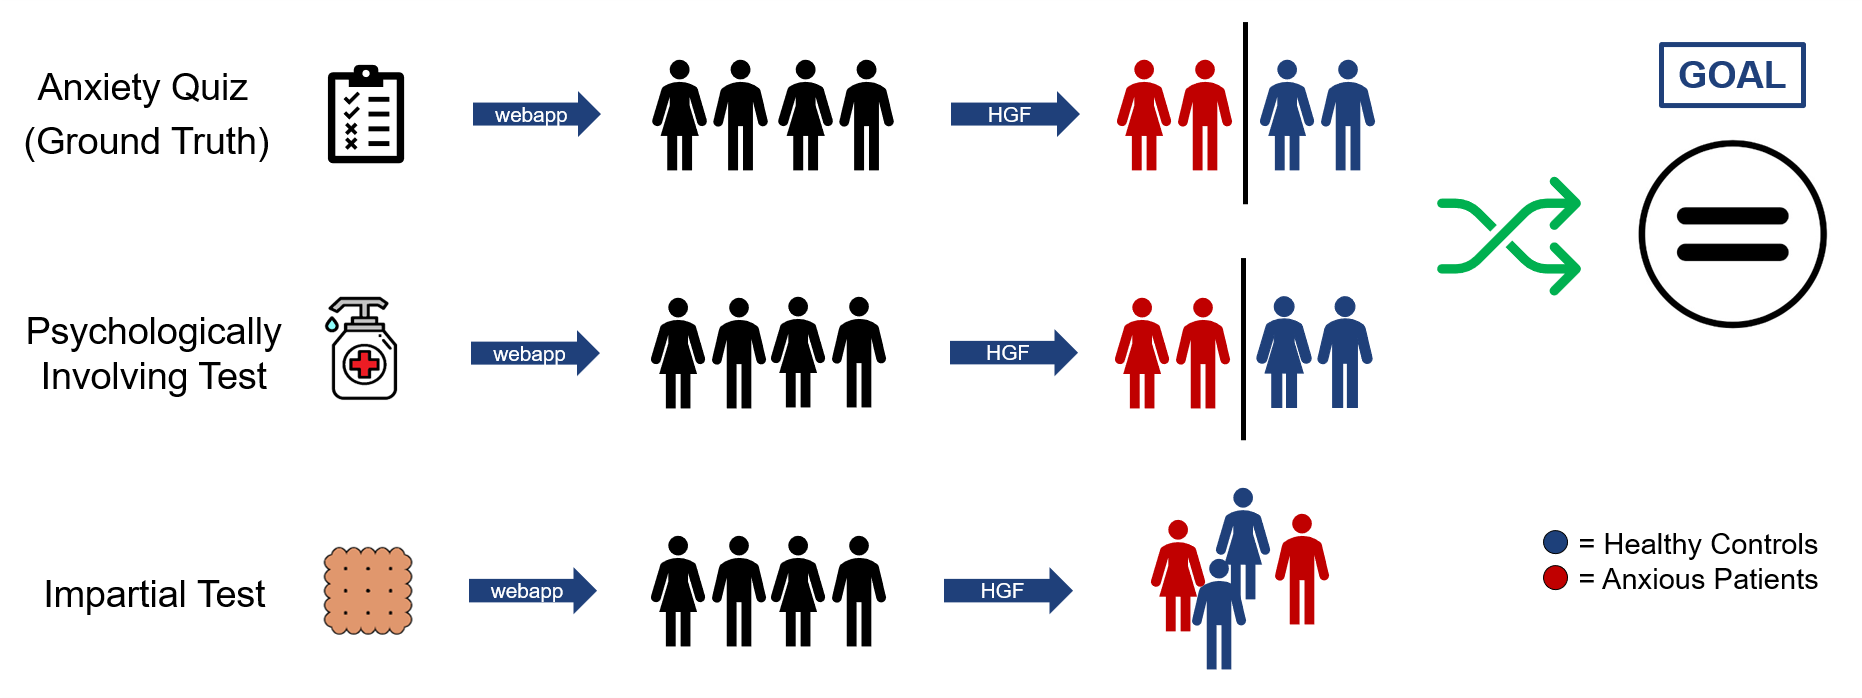 Anxiety Quiz
(Ground Truth)
webapp
HGF
GOAL
Psychologically
Involving Test
webapp
HGF
Impartial Test
webapp
HGF
= Healthy Controls
= Anxious Patients